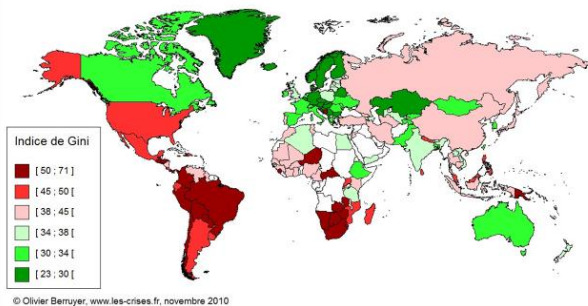 Indice de Gini
[ 50 ; 71 ]
[ 45 ; 50 [
[ 38 ; 45 [
[ 34 ; 38 [
[ 30 ; 34 [
[ 23 ; 30 [
© Olivier Berruyer, www.les-crises.fr, novembre 2010